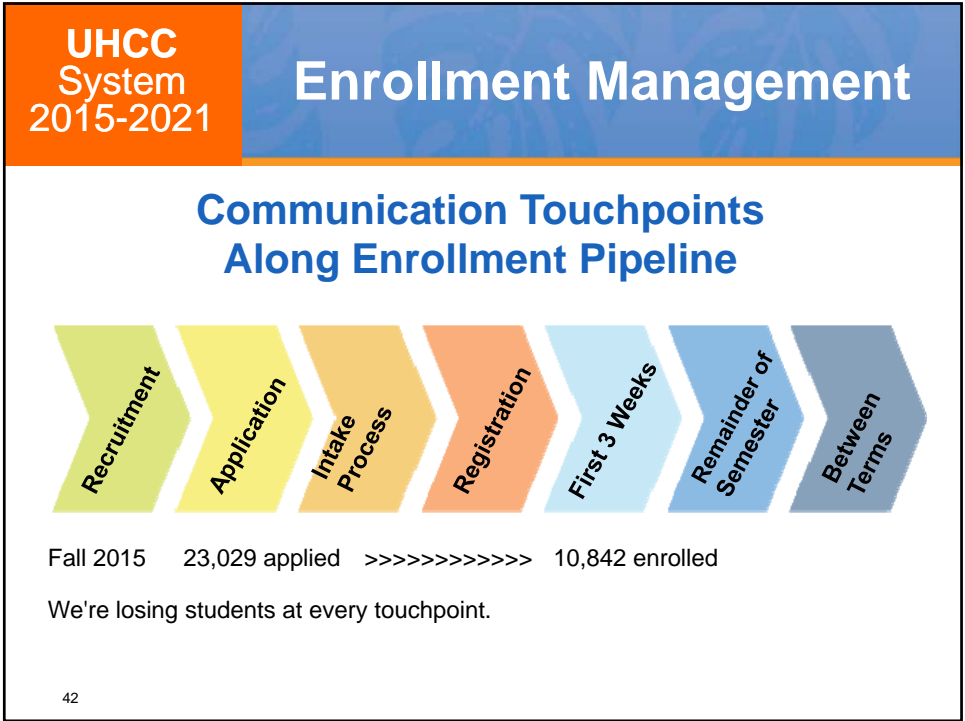 UHCC
System
2015-2021
Enrollment Management
Communication Touchpoints
Along Enrollment Pipeline
Recruitment
Application
Intake
Process
Registration
First 3 Weeks
Remainder of
Semester
Between
Terms
Fall 2015 23,029 applied >>>>>>>>>>>> 10,842 enrolled
We're losing students at every touchpoint.
42